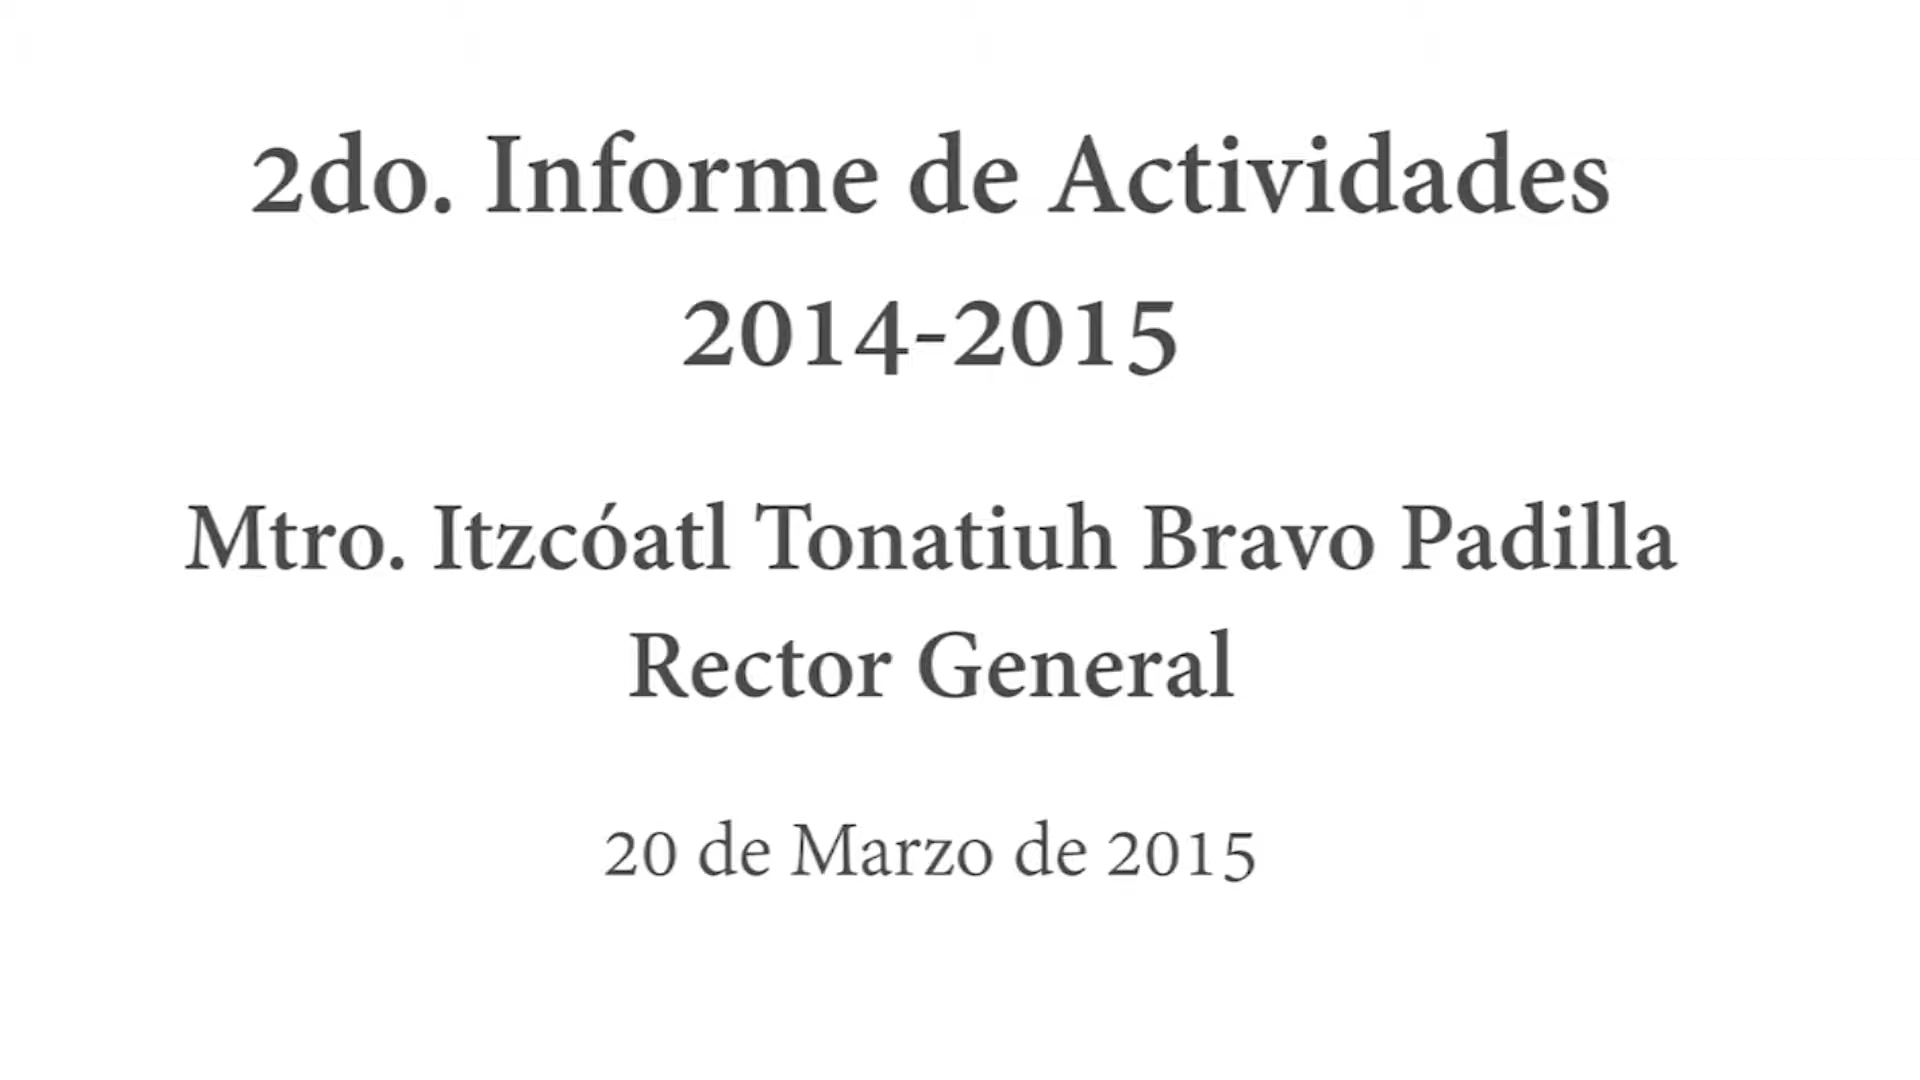 2do. Informe de Actividades
2014-2015
Mtro. Itzcóatl Tonatiuh Bravo Padilla
Rector General
20 de Marzo de 2015